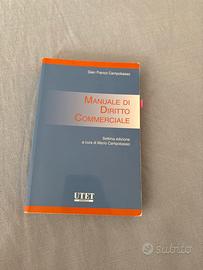 Gian Franco Campobasso
MANUALE DI
DIRITTO
COMMERCIALE
Settima edizione
a cura di Mario Campobasso
UTET
subito